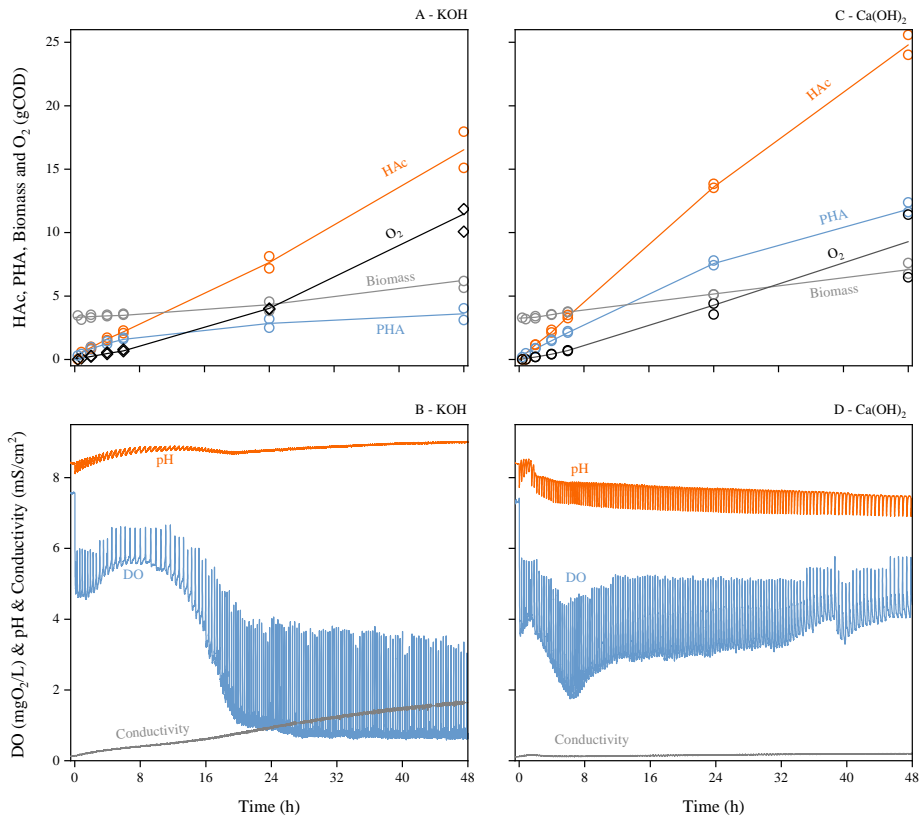 A - KOH
C - Ca(OH)2
HAc, PHA, Biomass and O2 (gCOD)
25
20
15
10
5
0
HAc
O2
Biomass
PHA
HAc
PHA
O2
Biomass
B - KOH
D - Ca(OH)2
DO (mgO2/L) & pH & Conductivity (mS/cm2)
8
6
4
2
0
pH
DO
Conductivity
pH
DO
Conductivity
0 8 16 24 32 40 48
0 8 16 24 32 40 48
Time (h)
Time (h)